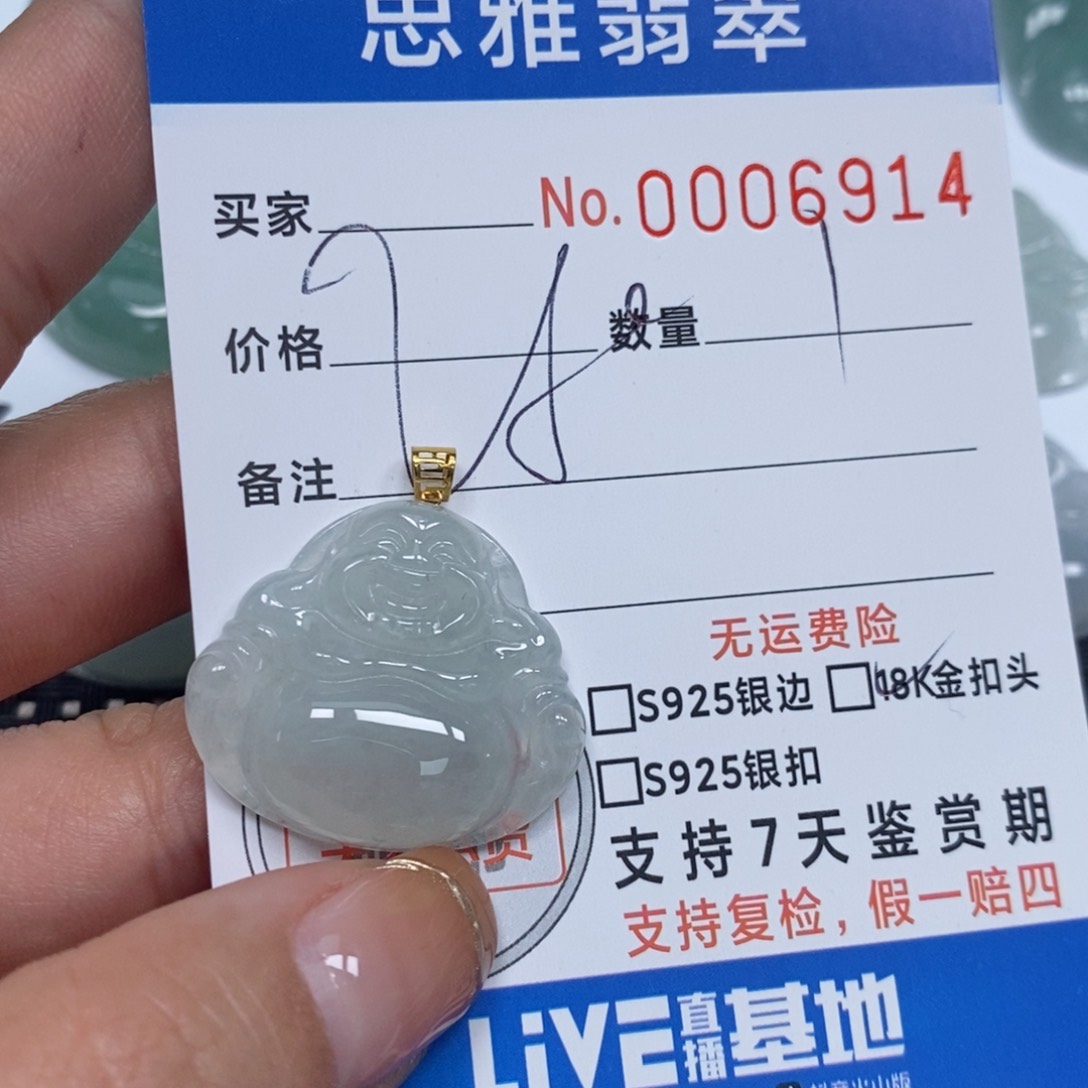 思雅翡翠
买家 No.0006914
价格 数量 1
备注
无运费险
□S925银边 □18K金扣头
□S925银扣
支持7天鉴赏期
支持复检，假一赔四
LiVE直播基地